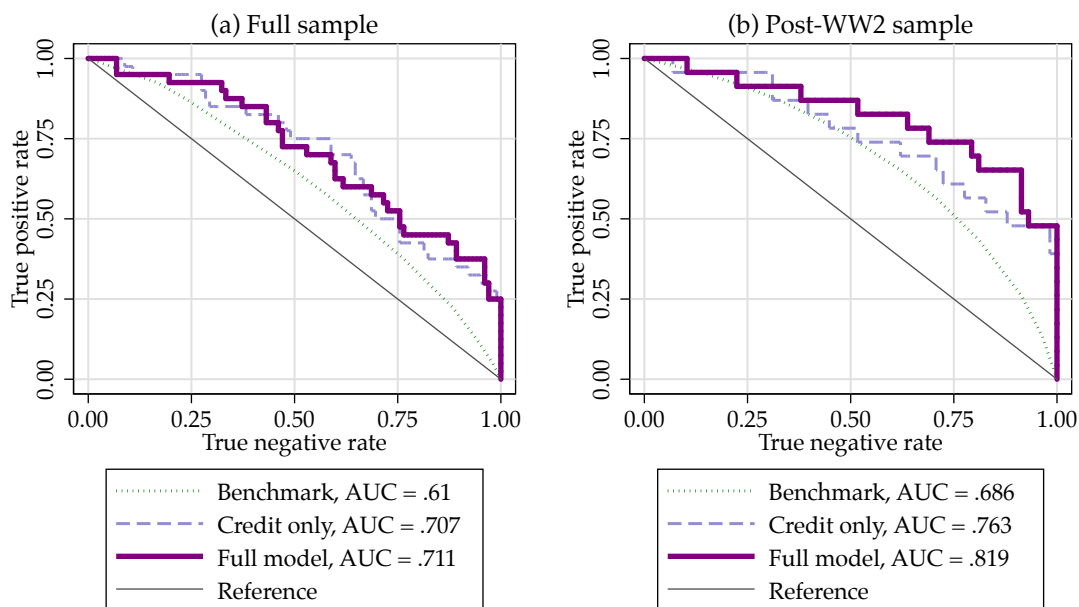 (a) Full sample
True positive rate
1.00
0.75
0.50
0.25
0.00
0.00 0.25 0.50 0.75 1.00
True negative rate
Benchmark, AUC = .61
Credit only, AUC = .707
Full model, AUC = .711
Reference
(b) Post-WW2 sample
True positive rate
1.00
0.75
0.50
0.25
0.00
0.00 0.25 0.50 0.75 1.00
True negative rate
Benchmark, AUC = .686
Credit only, AUC = .763
Full model, AUC = .819
Reference